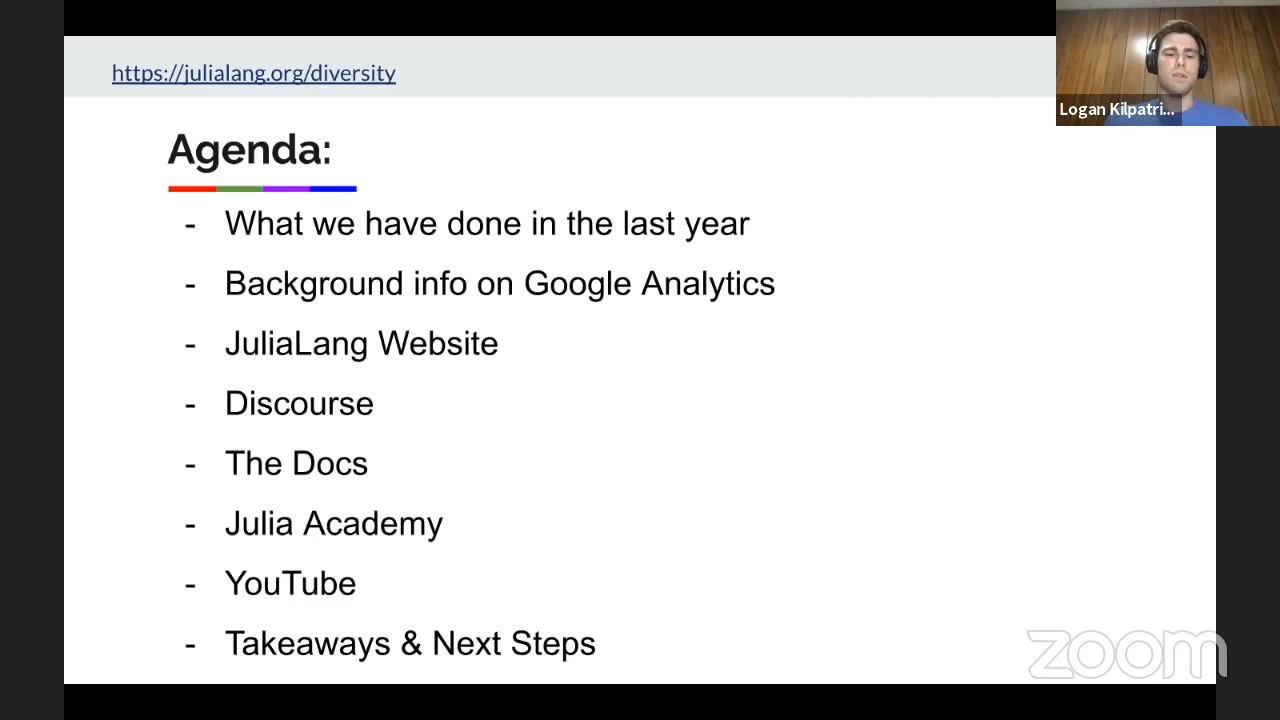 https://julialang.org/diversity
Logan Kilpatri...
Agenda:
- What we have done in the last year
- Background info on Google Analytics
- JuliaLang Website
- Discourse
- The Docs
- Julia Academy
- YouTube
- Takeaways & Next Steps
zoom